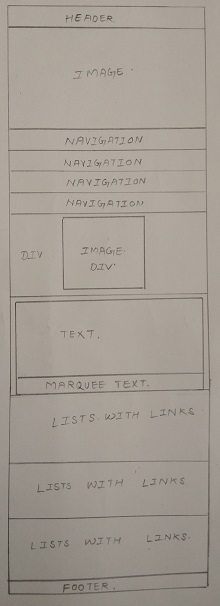 HEADER.
IMAGE.
NAVIGATION
NAVIGATION
NAVIGATION
NAVIGATION
DIV
IMAGE
DIV.
TEXT.
MARQUEE TEXT.
LISTS WITH LINKS
LISTS WITH LINKS
LISTS WITH LINKS.
FOOTER.